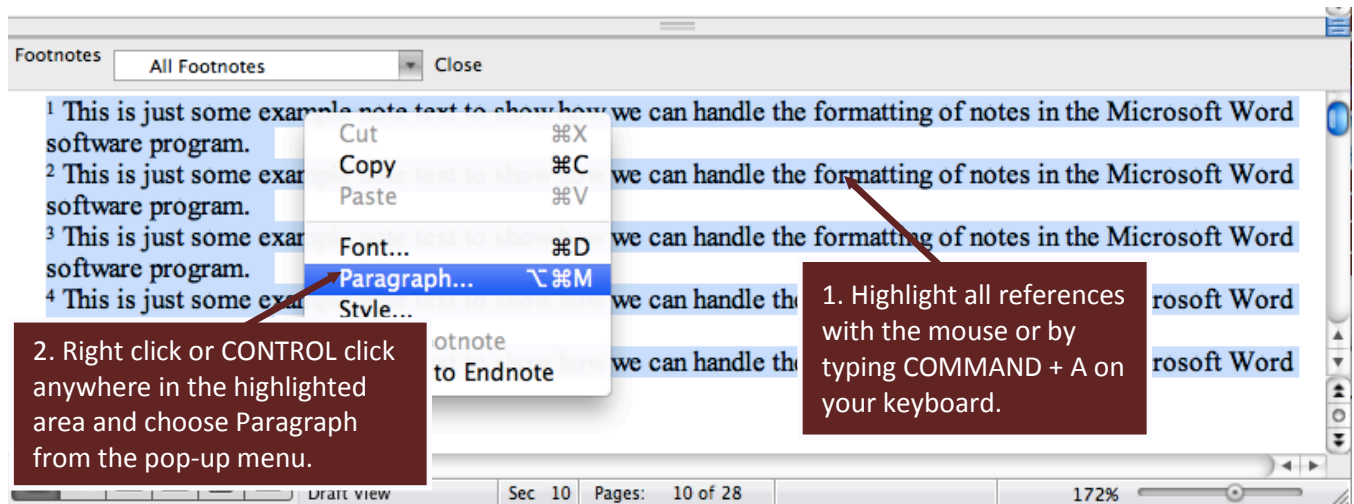 Footnotes All Footnotes Close
1 This is just some example note text to show how we can handle the formatting of notes in the Microsoft Word
software program.
2 This is just some exam we can handle the formatting of notes in the Microsoft Word
software program.
3 This is just some we can handle the formatting of notes in the Microsoft Word
software program.
4 This is just some we can handle rosoft Word
we can handle rosoft Word
Cut ⌘X
Copy ⌘C
Paste ⌘V
Font... ⌘D
Paragraph... ⌥⌘M
Style...
to Endnote
1. Highlight all references
with the mouse or by
typing COMMAND + A on
your keyboard.
2. Right click or CONTROL click
anywhere in the highlighted
area and choose Paragraph
from the pop-up menu.
Draft View Sec 10 Pages: 10 of 28 172%